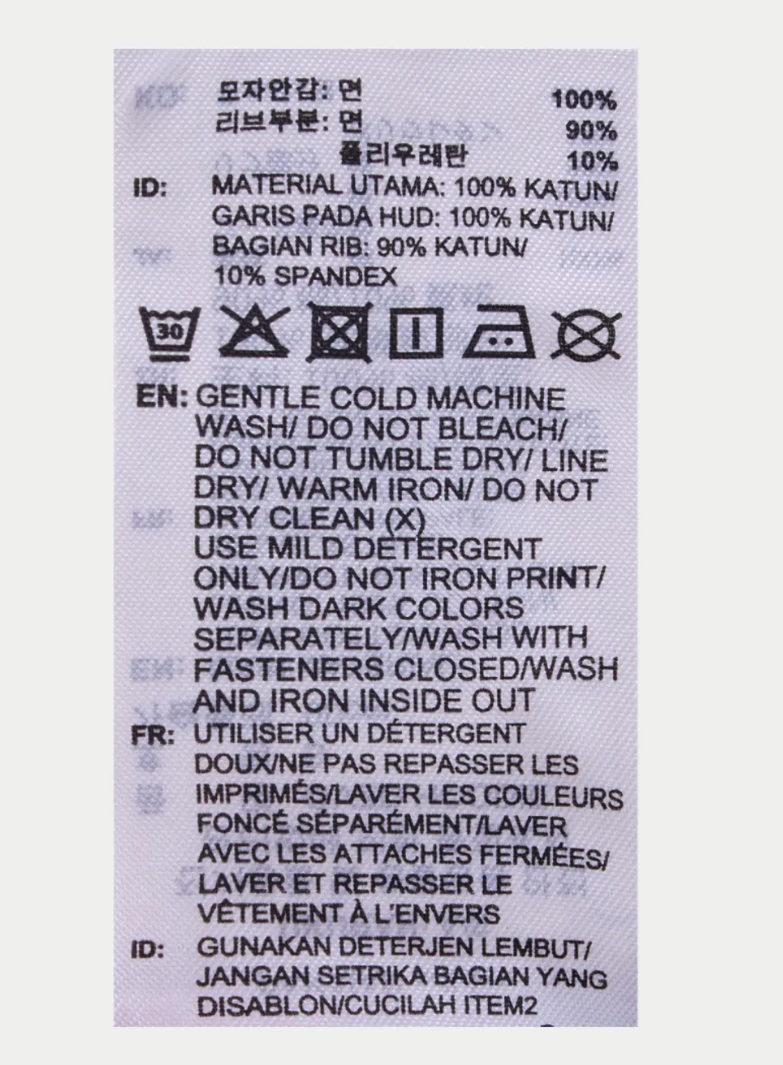 모자안감: 면 100%
리브부분: 면 90%
폴리우레탄 10%
ID: MATERIAL UTAMA: 100% KATUN/
GARIS PADA HUD: 100% KATUN/
BAGIAN RIB: 90% KATUN/
10% SPANDEX
30
EN: GENTLE COLD MACHINE
WASH/ DO NOT BLEACH/
DO NOT TUMBLE DRY/ LINE
DRY/ WARM IRON/ DO NOT
DRY CLEAN (X)
USE MILD DETERGENT
ONLY/DO NOT IRON PRINT/
WASH DARK COLORS
SEPARATELY/WASH WITH
FASTENERS CLOSED/WASH
AND IRON INSIDE OUT
FR: UTILISER UN DÉTERGENT
DOUX/NE PAS REPASSER LES
IMPRIMÉS/LAVER LES COULEURS
FONCÉ SÉPARÉMENT/LAVER
AVEC LES ATTACHES FERMÉES/
LAVER ET REPASSER LE
VÊTEMENT À L'ENVERS
ID: GUNAKAN DETERJEN LEMBUT/
JANGAN SETRIKA BAGIAN YANG
DISABLON/CUCILAH ITEM2